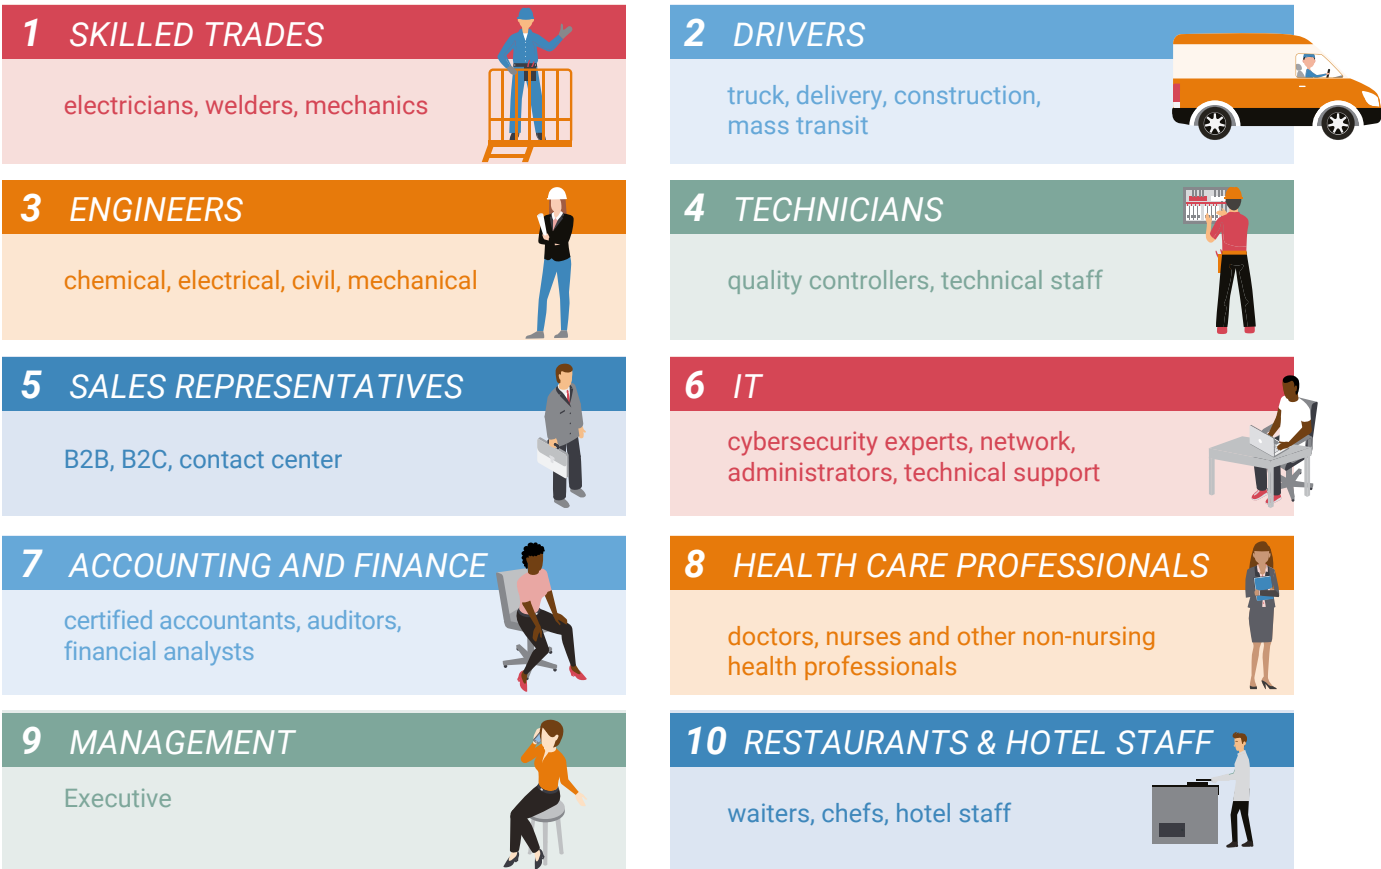 1 SKILLED TRADES
electricians, welders, mechanics
2 DRIVERS
truck, delivery, construction,
mass transit
3 ENGINEERS
chemical, electrical, civil, mechanical
4 TECHNICIANS
quality controllers, technical staff
5 SALES REPRESENTATIVES
B2B, B2C, contact center
6 IT
cybersecurity experts, network,
administrators, technical support
7 ACCOUNTING AND FINANCE
certified accountants, auditors,
financial analysts
8 HEALTH CARE PROFESSIONALS
doctors, nurses and other non-nursing
health professionals
9 MANAGEMENT
Executive
10 RESTAURANTS & HOTEL STAFF
waiters, chefs, hotel staff